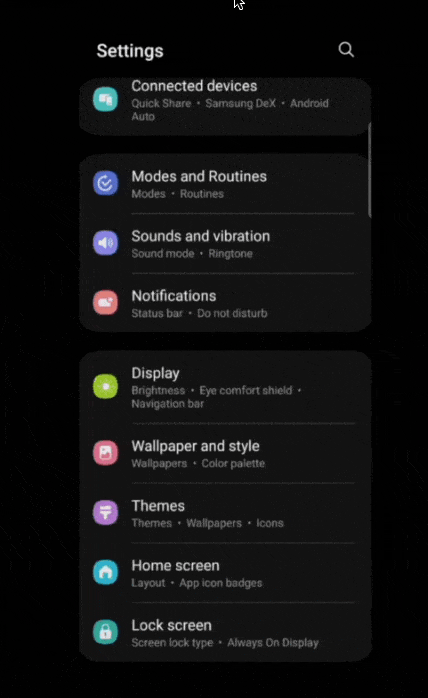 Settings
Connected devices
Quick Share • Samsung DeX • Android
Auto
Modes and Routines
Modes • Routines
Sounds and vibration
Sound mode • Ringtone
Notifications
Status bar • Do not disturb
Display
Brightness • Eye comfort shield •
Navigation bar
Wallpaper and style
Wallpapers • Color palette
Themes
Themes • Wallpapers • Icons
Home screen
Layout • App icon badges
Lock screen
Screen lock type • Always On Display